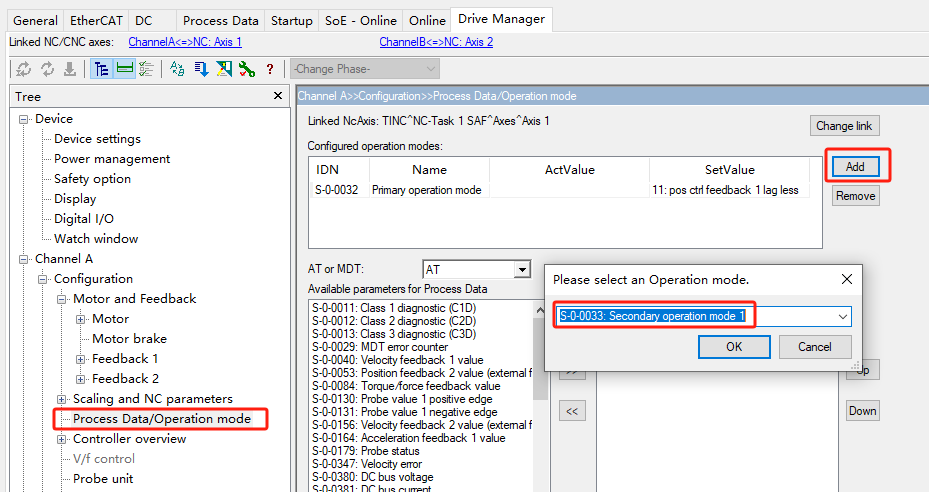 General EtherCAT DC Process Data Startup SoE - Online Online Drive Manager
Linked NC/CNC axes: ChannelA<=>NC: Axis 1 ChannelB<=>NC: Axis 2
-Change Phase-
Tree
Device
Device settings
Power management
Safety option
Display
Digital I/O
Watch window
Channel A
Configuration
Motor and Feedback
Motor
Motor brake
Feedback 1
Feedback 2
Scaling and NC parameters
Process Data/Operation mode
Controller overview
V/f control
Probe unit
Channel A>>Configuration>>Process Data/Operation mode
Linked NcAxis: TINC^NC-Task 1 SAF^Axes^Axis 1
Change link
Configured operation modes:
IDN Name ActValue SetValue
S-0-0032 Primary operation mode 11: pos ctrl feedback 1 lag less
Add
Remove
AT or MDT: AT
Available parameters for Process Data
S-0-0011: Class 1 diagnostic (C1D)
S-0-0012: Class 2 diagnostic (C2D)
S-0-0013: Class 3 diagnostic (C3D)
S-0-0029: MDT error counter
S-0-0040: Velocity feedback 1 value
S-0-0053: Position feedback 2 value (external f
S-0-0084: Torque/force feedback value
S-0-0130: Probe value 1 positive edge
S-0-0131: Probe value 1 negative edge
S-0-0156: Velocity feedback 2 value (external f
S-0-0164: Acceleration feedback 1 value
S-0-0179: Probe status
S-0-0347: Velocity error
S-0-0380: DC bus voltage
S-0-0381: DC bus current
Please select an Operation mode.
S-0-0033: Secondary operation mode 1
OK Cancel
>>
<<
Up
Down